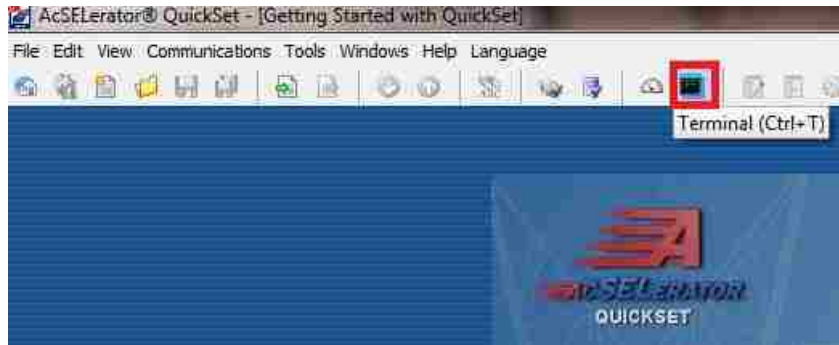 AcSELerator® QuickSet - [Getting Started with QuickSet]
File Edit View Communications Tools Windows Help Language
Terminal (Ctrl+T)
A
ACSELERATOR
QUICKSET